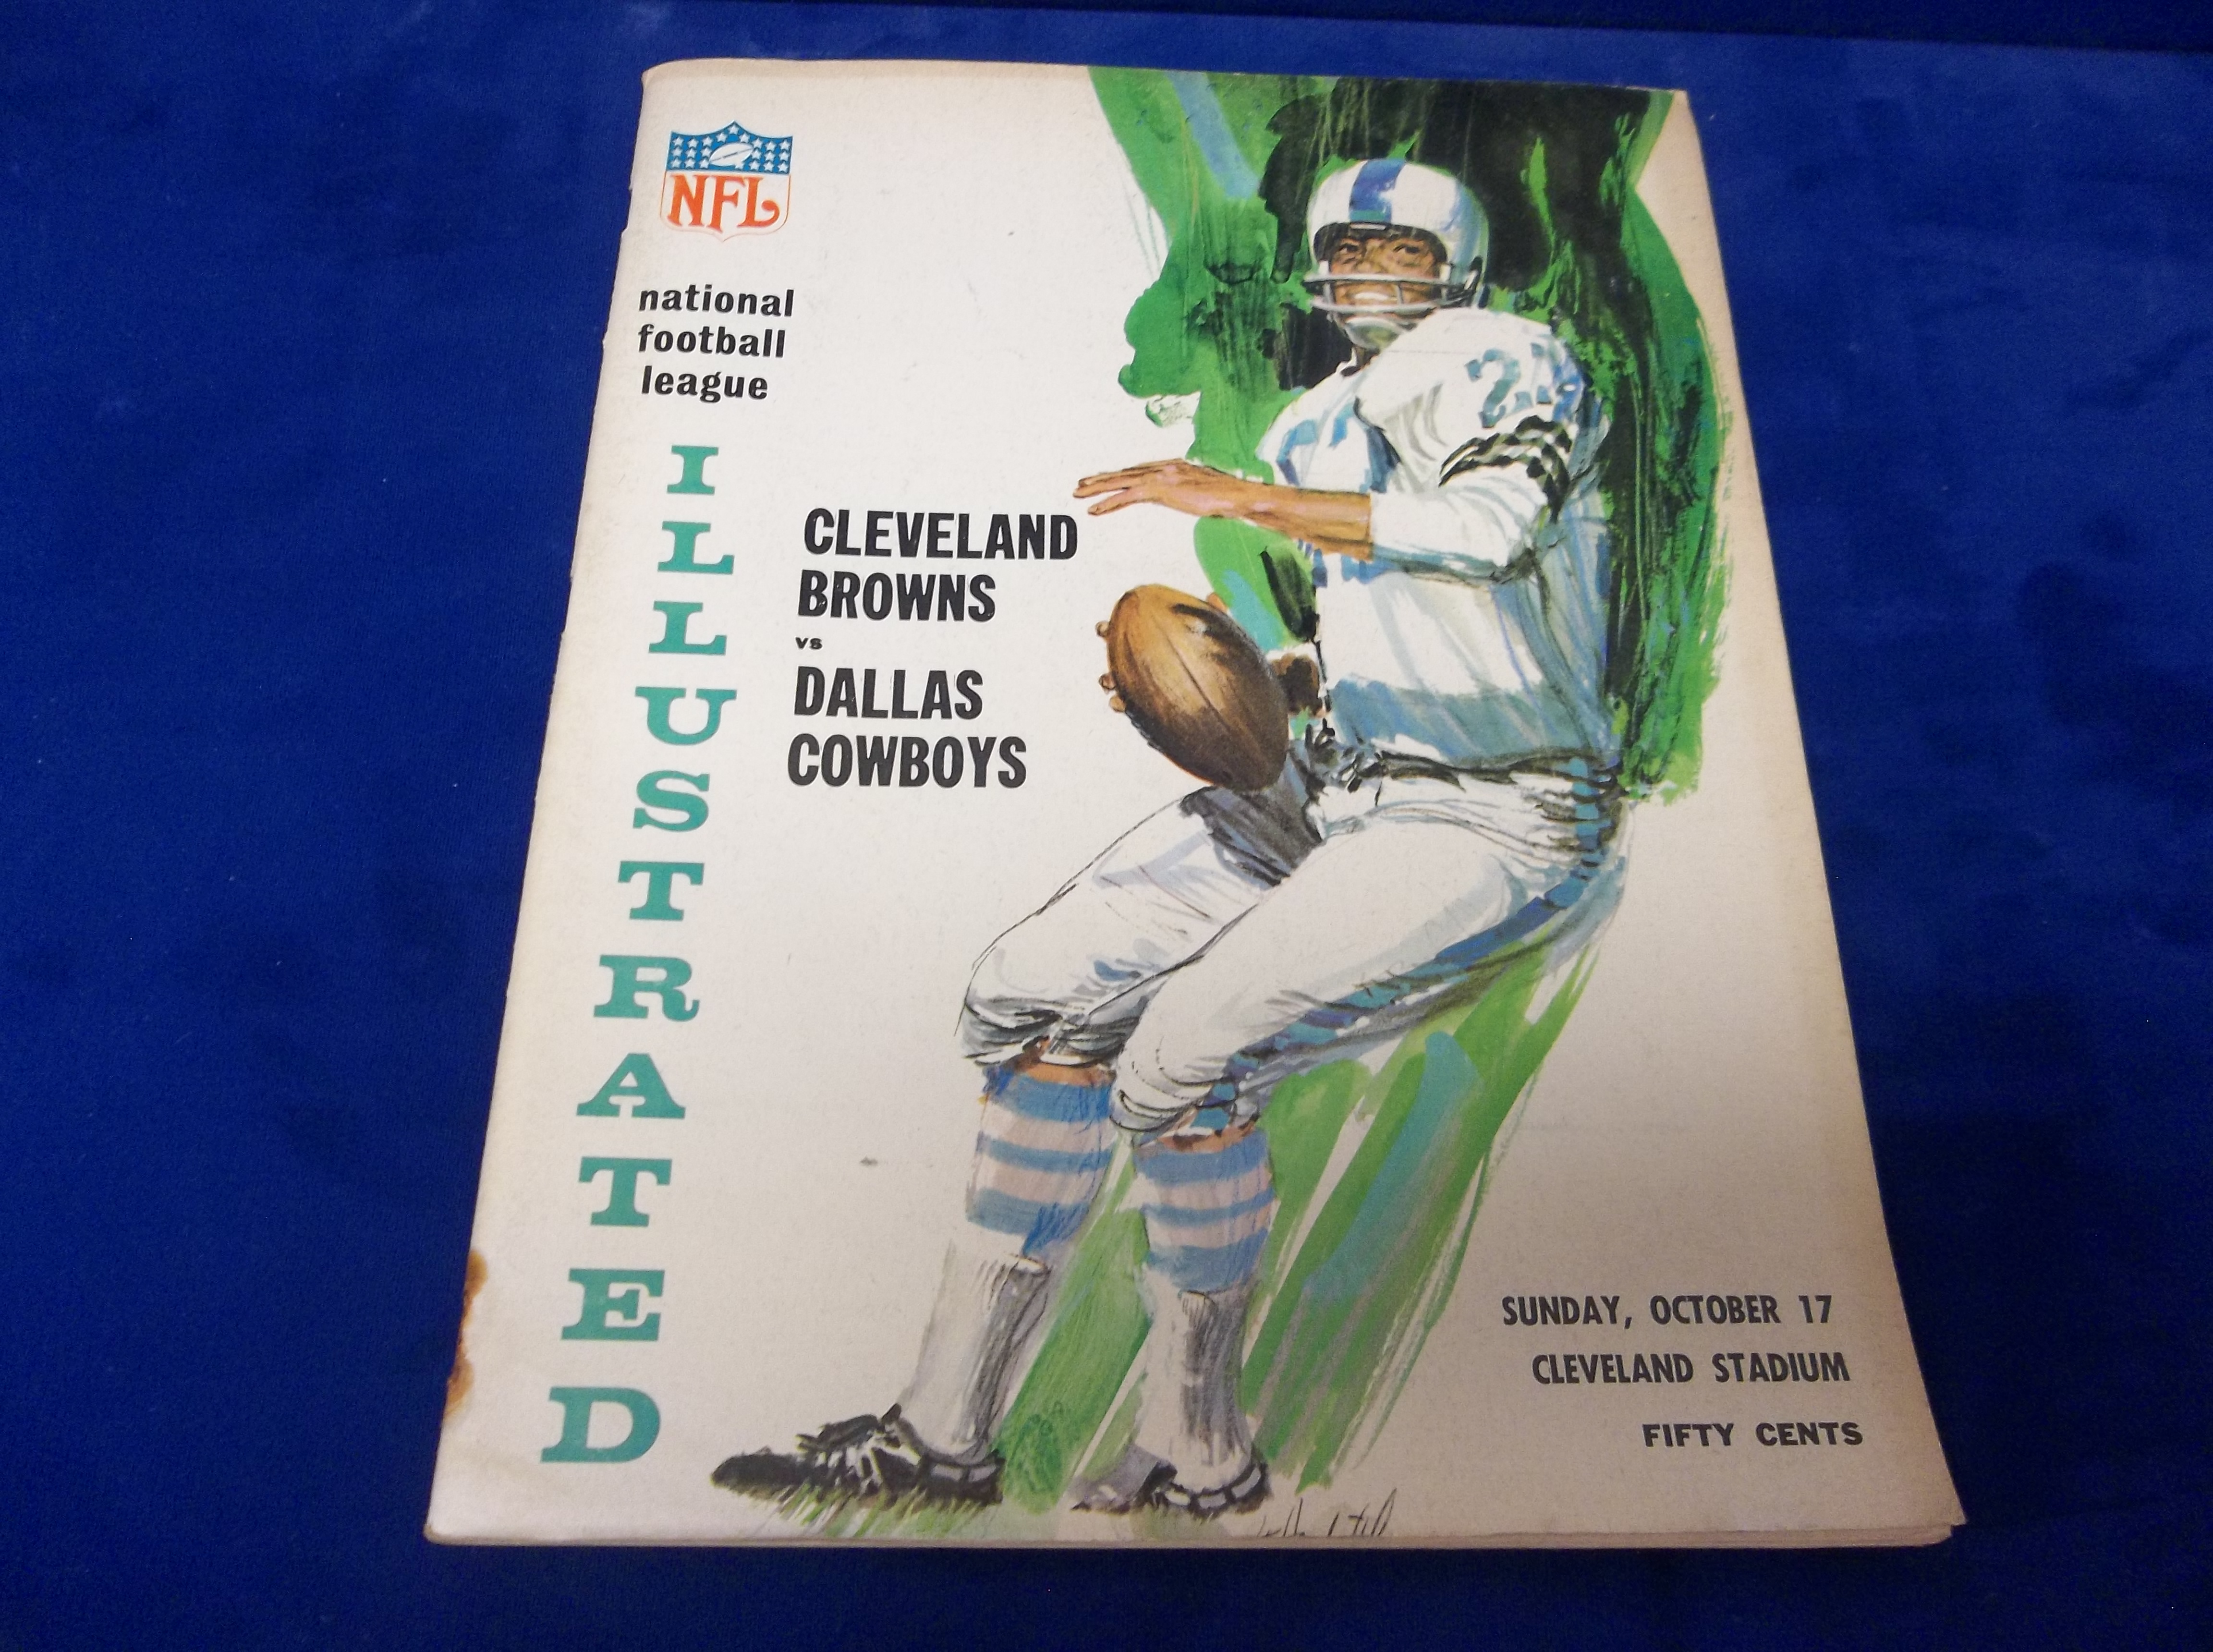 NFL
national
football
league
ILLUSTRATED
CLEVELAND
BROWNS
vs
DALLAS
COWBOYS
SUNDAY, OCTOBER 17
CLEVELAND STADIUM
FIFTY CENTS